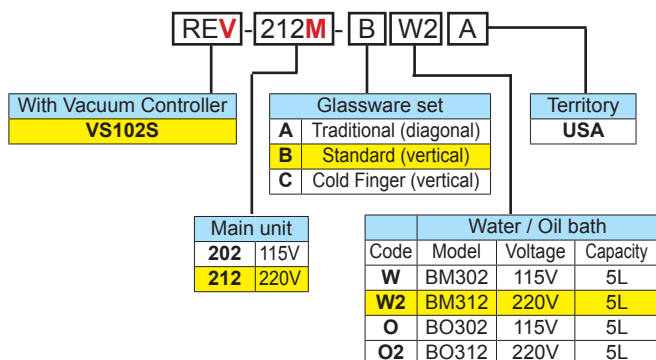 REV-212M-B W2 A
With Vacuum Controller
VS102S
Glassware set
A Traditional (diagonal)
B Standard (vertical)
C Cold Finger (vertical)
Territory
USA
Main unit
202 115V
212 220V
Water / Oil bath
Code Model Voltage Capacity
W BM302 115V 5L
W2 BM312 220V 5L
O BO302 115V 5L
O2 BO312 220V 5L